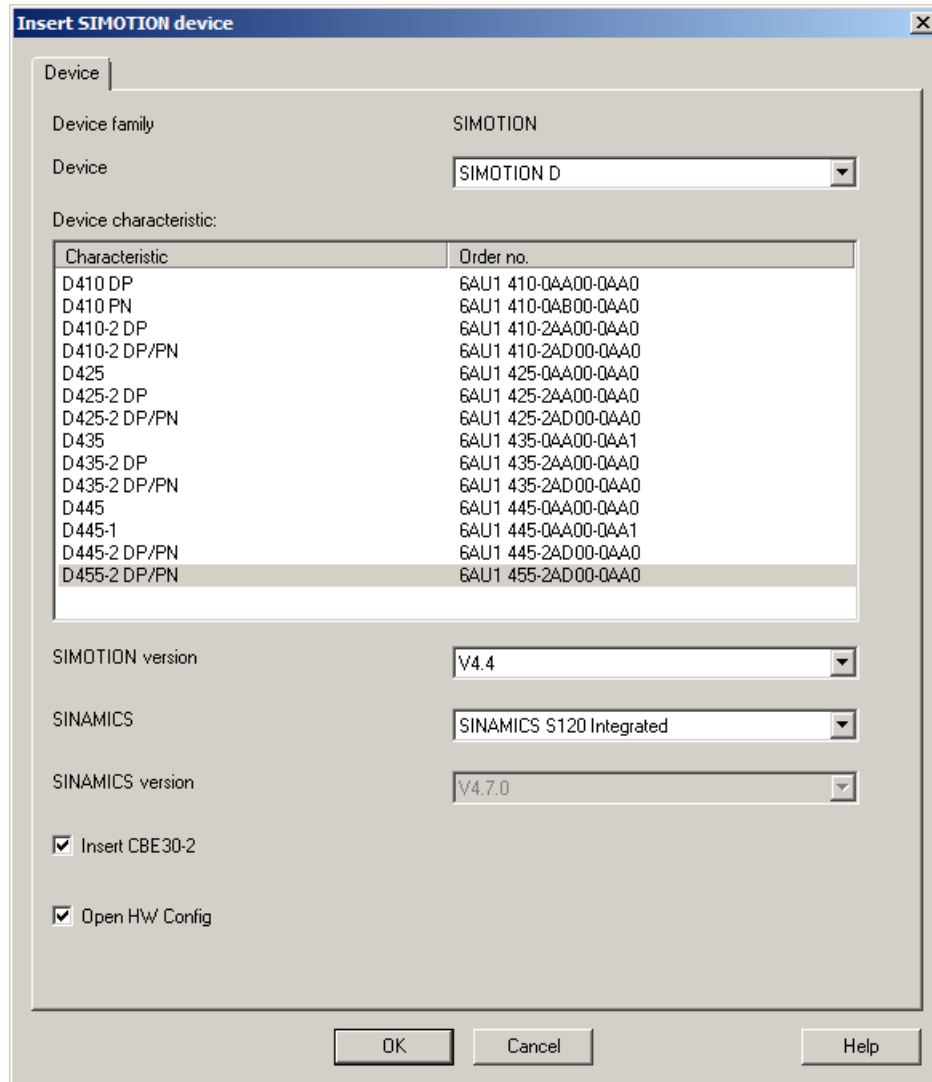 Insert SIMOTION device
Device
Device family SIMOTION
Device SIMOTION D
Device characteristic:
Characteristic Order no.
D410 DP 6AU1 410-0AA00-0AA0
D410 PN 6AU1 410-0AB00-0AA0
D410-2 DP 6AU1 410-2AA00-0AA0
D410-2 DP/PN 6AU1 410-2AD00-0AA0
D425 6AU1 425-0AA00-0AA0
D425-2 DP 6AU1 425-2AA00-0AA0
D425-2 DP/PN 6AU1 425-2AD00-0AA0
D435 6AU1 435-0AA00-0AA1
D435-2 DP 6AU1 435-2AA00-0AA0
D435-2 DP/PN 6AU1 435-2AD00-0AA0
D445 6AU1 445-0AA00-0AA0
D445-1 6AU1 445-0AA00-0AA1
D445-2 DP/PN 6AU1 445-2AD00-0AA0
D455-2 DP/PN 6AU1 455-2AD00-0AA0
SIMOTION version V4.4
SINAMICS SINAMICS S120 Integrated
SINAMICS version V4.7.0
Insert CBE30-2
Open HW Config
OK Cancel Help